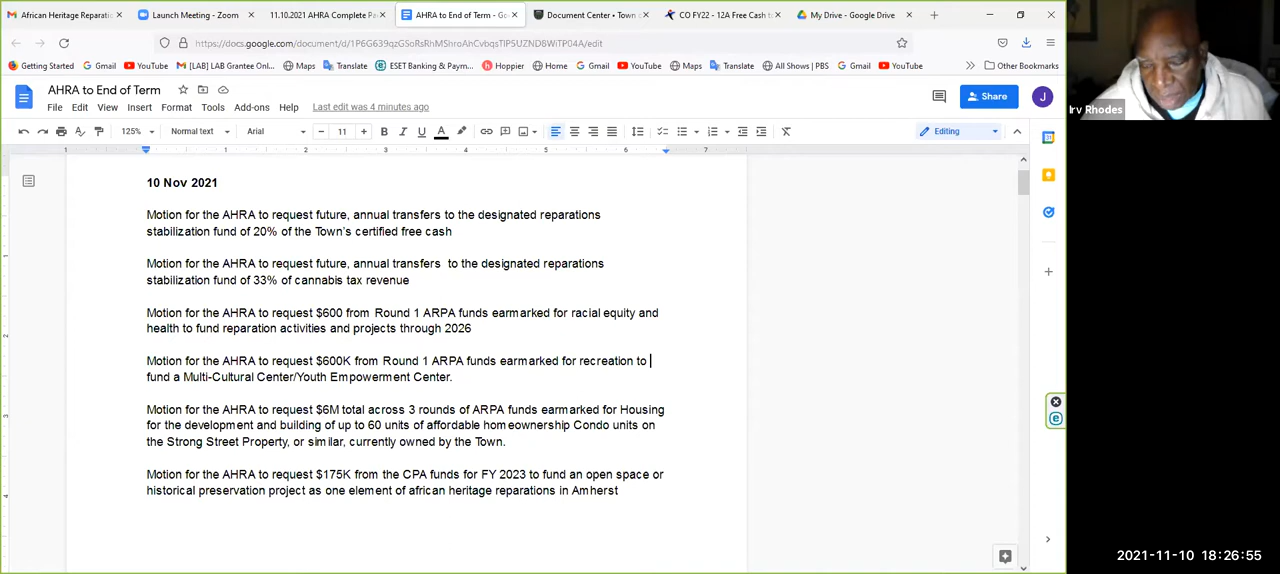 African Heritage Reparati
Launch Meeting - Zoom
11.10.2021 AHRA Complete Pa
AHRA to End of Term - Go
Document Center • Town o
CO FY22 - 12A Free Cash t
My Drive - Google Drive
https://docs.google.com/document/d/1P6G639qzGSoRsRhMShroAhCvbqsTlPSUZND8WiTP04A/edit
Getting Started
Gmail
YouTube
[LAB] LAB Grantee Onl...
Maps
Translate
ESET Banking & Paym...
Hoppier
Home
Gmail
YouTube
Maps
Translate
All Shows | PBS
Gmail
YouTube
Other Bookmarks
AHRA to End of Term
File Edit View Insert Format Tools Add-ons Help Last edit was 4 minutes ago
Share
J
125% Normal text Arial 11 B I U A Editing
1 1 2 3 4 5 6 7
10 Nov 2021
Motion for the AHRA to request future, annual transfers to the designated reparations
stabilization fund of 20% of the Town's certified free cash
Motion for the AHRA to request future, annual transfers to the designated reparations
stabilization fund of 33% of cannabis tax revenue
Motion for the AHRA to request $600 from Round 1 ARPA funds earmarked for racial equity and
health to fund reparation activities and projects through 2026
Motion for the AHRA to request $600K from Round 1 ARPA funds earmarked for recreation to
fund a Multi-Cultural Center/Youth Empowerment Center.
Motion for the AHRA to request $6M total across 3 rounds of ARPA funds earmarked for Housing
for the development and building of up to 60 units of affordable homeownership Condo units on
the Strong Street Property, or similar, currently owned by the Town.
Motion for the AHRA to request $175K from the CPA funds for FY 2023 to fund an open space or
historical preservation project as one element of african heritage reparations in Amherst
Irv Rhodes
2021-11-10 18:26:55